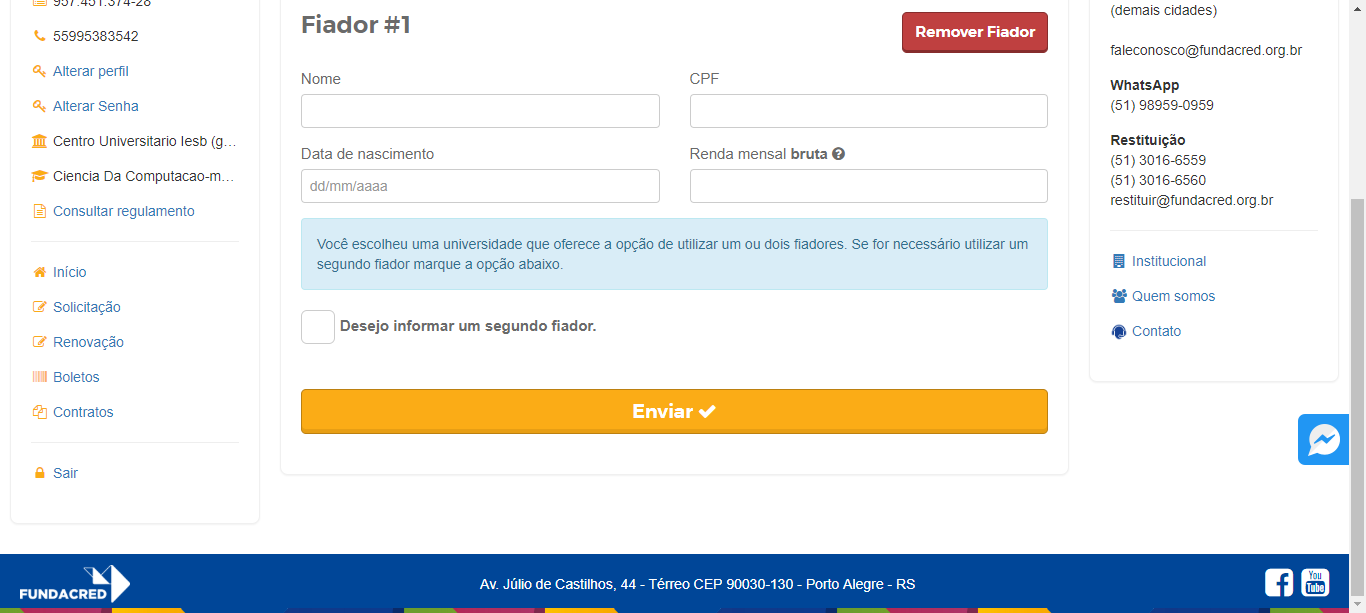 957.451.374-28
55995383542
Alterar perfil
Alterar Senha
Centro Universitario Iesb (g...
Ciencia Da Computacao-m...
Consultar regulamento
Início
Solicitação
Renovação
Boletos
Contratos
Sair
Fiador #1
Remover Fiador
Nome
CPF
Data de nascimento
Renda mensal bruta
dd/mm/aaaa
Você escolheu uma universidade que oferece a opção de utilizar um ou dois fiadores. Se for necessário utilizar um
segundo fiador marque a opção abaixo.
Desejo informar um segundo fiador.
Enviar
(demais cidades)
faleconosco@fundacred.org.br
WhatsApp
(51) 98959-0959
Restituição
(51) 3016-6559
(51) 3016-6560
restituir@fundacred.org.br
Institucional
Quem somos
Contato
FUNDACRED
Av. Júlio de Castilhos, 44 - Térreo CEP 90030-130 - Porto Alegre - RS
You
Tube